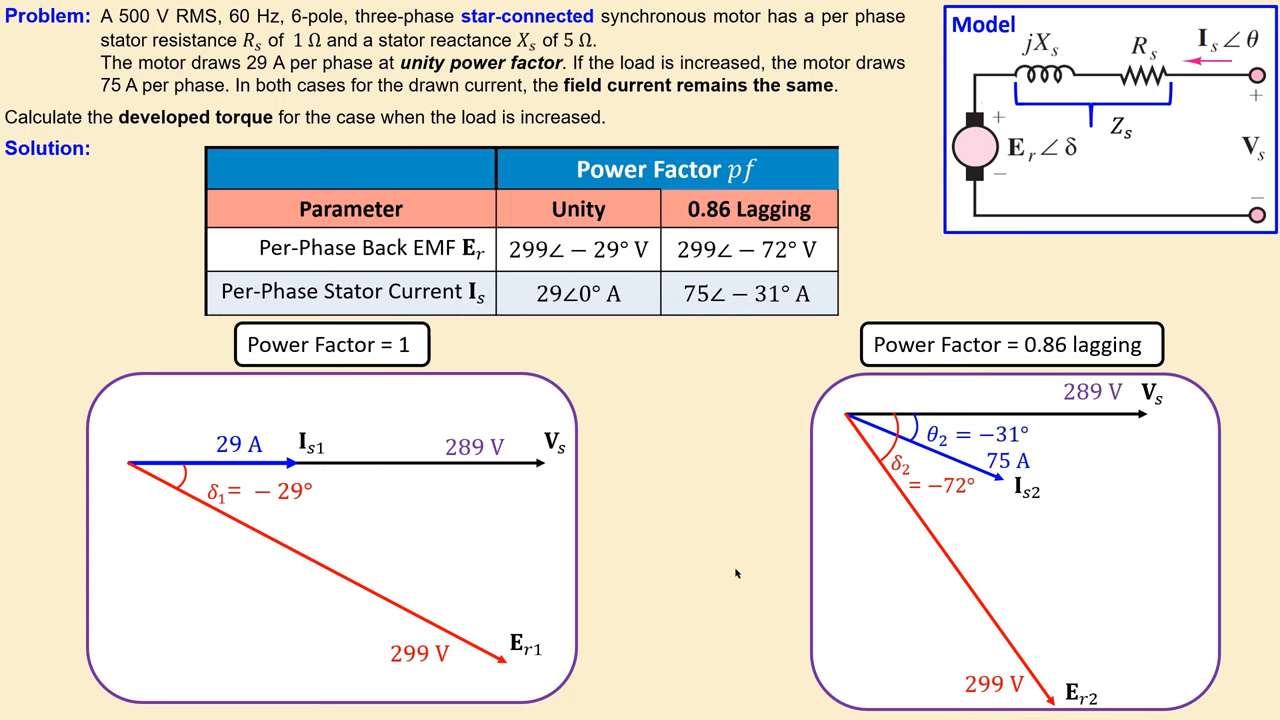 Problem: A 500 V RMS, 60 Hz, 6-pole, three-phase star-connected synchronous motor has a per phase
stator resistance Rₛ of 1 Ω and a stator reactance Xₛ of 5 Ω.
The motor draws 29 A per phase at unity power factor. If the load is increased, the motor draws
75 A per phase. In both cases for the drawn current, the field current remains the same.
Calculate the developed torque for the case when the load is increased.
Solution:
Model
jXₛ Rₛ Iₛ∠θ
+
Zₛ
+
Eᵣ∠δ
−
Vₛ
−
Power Factor pf
Parameter Unity 0.86 Lagging
Per-Phase Back EMF Eᵣ 299∠ − 29° V 299∠ − 72° V
Per-Phase Stator Current Iₛ 29∠0° A 75∠ − 31° A
Power Factor = 1
29 A Iₛ₁ 289 V Vₛ
δ₁= − 29°
299 V Eᵣ₁
Power Factor = 0.86 lagging
289 V Vₛ
θ₂ = −31°
75 A
δ₂
= −72°
Iₛ₂
299 V Eᵣ₂